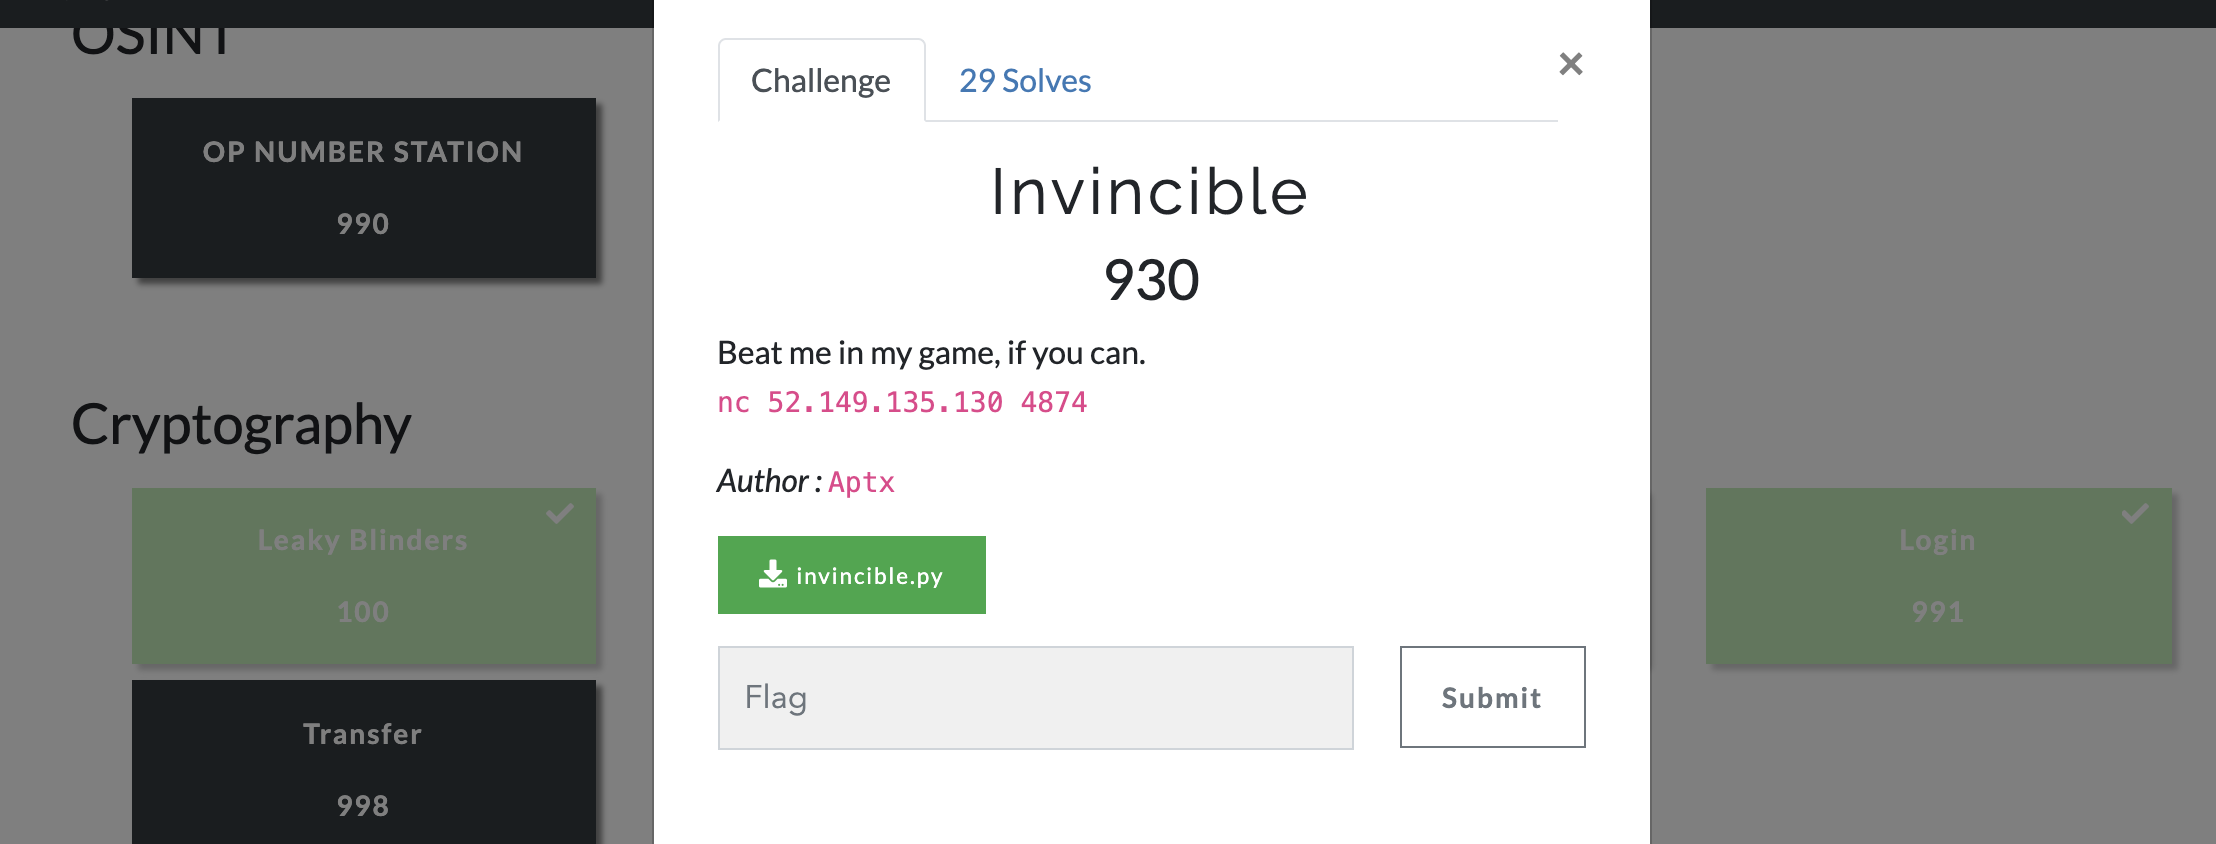 OSINT
OP NUMBER STATION
990
Cryptography
Leaky Blinders
100
Transfer
998
Challenge
29 Solves
×
Invincible
930
Beat me in my game, if you can.
nc 52.149.135.130 4874
Author : Aptx
invincible.py
Flag
Submit
Login
991